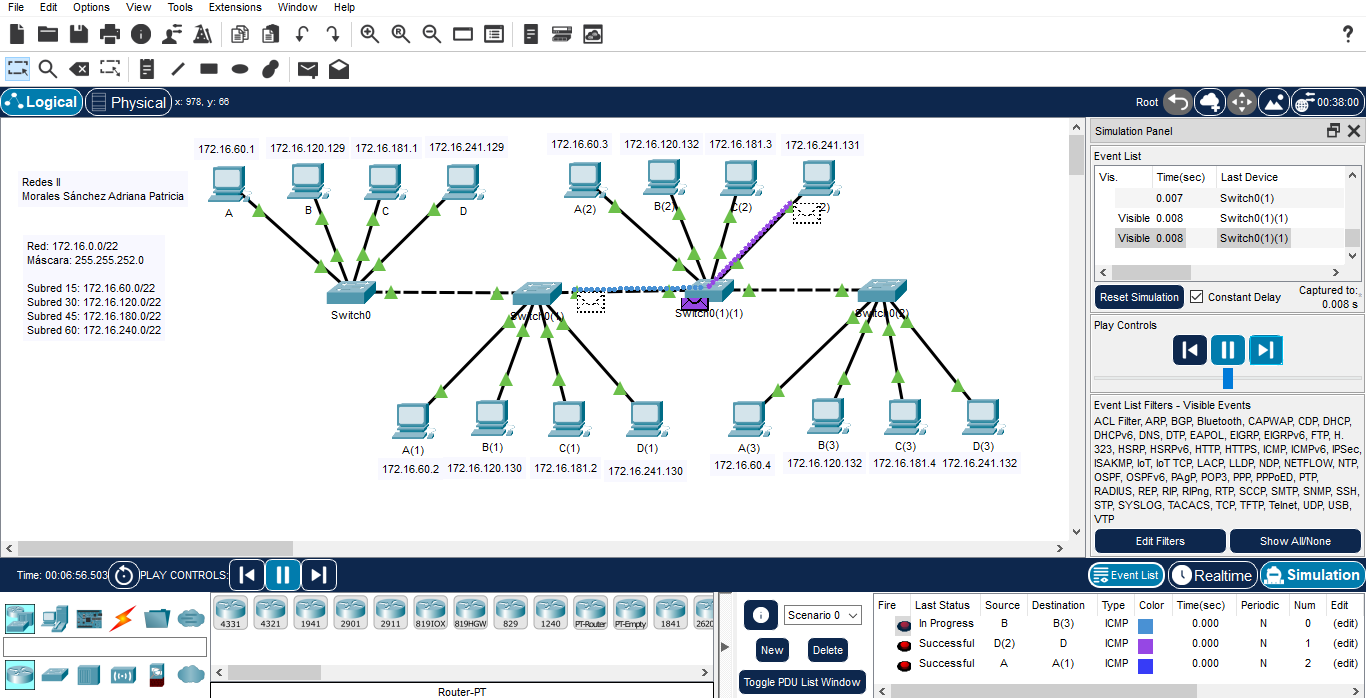 File Edit Options View Tools Extensions Window Help
Logical
Physical
x: 978, y: 66
Root
00:38:00
172.16.60.1
172.16.120.129
172.16.181.1
172.16.241.129
172.16.60.3
172.16.120.132
172.16.181.3
172.16.241.131
Redes II
Morales Sánchez Adriana Patricia
A
B
C
D
A(2)
B(2)
C(2)
2)
Red: 172.16.0.0/22
Máscara: 255.255.252.0
Subred 15: 172.16.60.0/22
Subred 30: 172.16.120.0/22
Subred 45: 172.16.180.0/22
Subred 60: 172.16.240.0/22
Switch0
Switch0(1)
Switch0(1)(1)
Switch0(2)
A(1)
B(1)
C(1)
D(1)
A(3)
B(3)
C(3)
D(3)
172.16.60.2
172.16.120.130
172.16.181.2
172.16.241.130
172.16.60.4
172.16.120.132
172.16.181.4
172.16.241.132
Simulation Panel
Event List
Vis. Time(sec) Last Device
0.007 Switch0(1)
Visible 0.008 Switch0(1)(1)
Visible 0.008 Switch0(1)(1)
Reset Simulation
Constant Delay
Captured to:
0.008 s
Play Controls
Event List Filters - Visible Events
ACL Filter, ARP, BGP, Bluetooth, CAPWAP, CDP, DHCP,
DHCPv6, DNS, DTP, EAPOL, EIGRP, EIGRPv6, FTP, H.
323, HSRP, HSRPv6, HTTP, HTTPS, ICMP, ICMPv6, IPSec,
ISAKMP, IoT, IoT TCP, LACP, LLDP, NDP, NETFLOW, NTP,
OSPF, OSPFv6, PAgP, POP3, PPP, PPPoED, PTP,
RADIUS, REP, RIP, RIPng, RTP, SCCP, SMTP, SNMP, SSH,
STP, SYSLOG, TACACS, TCP, TFTP, Telnet, UDP, USB,
VTP
Edit Filters
Show All/None
Time: 00:06:56.503
PLAY CONTROLS:
Event List
Realtime
Simulation
4331 4321 1941 2901 2911 819IOX 819HGW 829 1240 PT-Router PT-Empty 1841 2620
Router-PT
Scenario 0
New
Delete
Toggle PDU List Window
Fire Last Status Source Destination Type Color Time(sec) Periodic Num Edit
In Progress B B(3) ICMP 0.000 N 0 (edit)
Successful D(2) D ICMP 0.000 N 1 (edit)
Successful A A(1) ICMP 0.000 N 2 (edit)